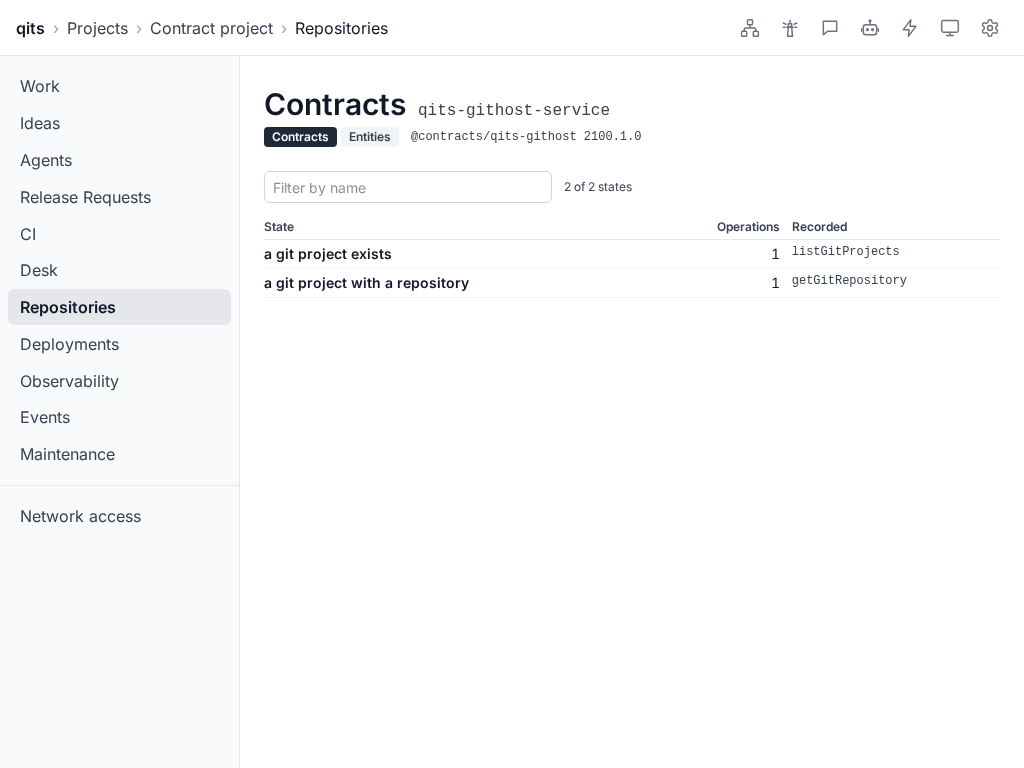 qits › Projects › Contract project › Repositories
Work
Ideas
Agents
Release Requests
CI
Desk
Repositories
Deployments
Observability
Events
Maintenance
Network access
Contracts qits-githost-service
Contracts Entities @contracts/qits-githost 2100.1.0
Filter by name 2 of 2 states
State Operations Recorded
a git project exists 1 listGitProjects
a git project with a repository 1 getGitRepository